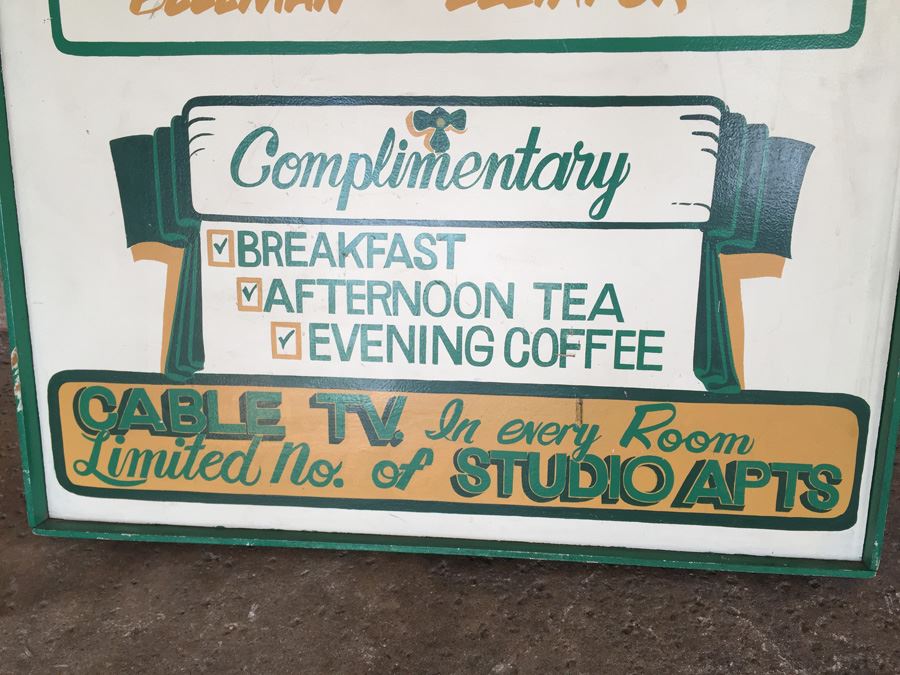 Complimentary
BREAKFAST
AFTERNOON TEA
EVENING COFFEE
CABLE TV. In every Room
Limited No. of STUDIO APTS